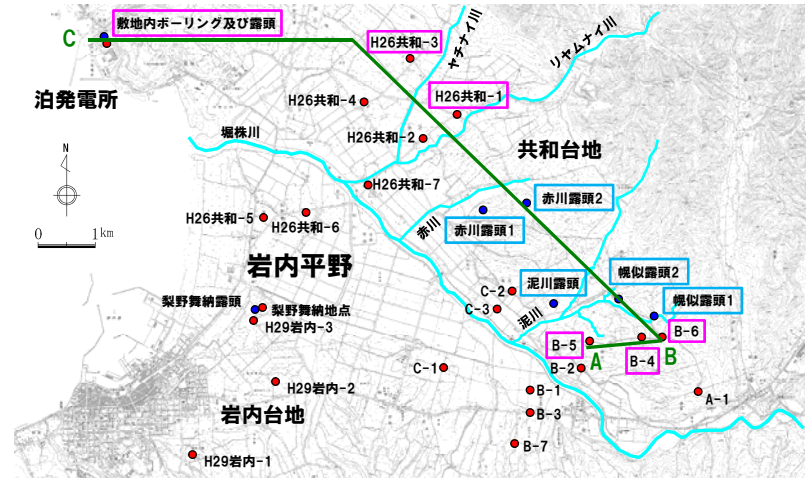 敷地内ボーリング及び露頭
C
H26共和-3
ヤチナイ川
リヤムナイ川
泊発電所
H26共和-4
H26共和-1
堀株川
H26共和-2
共和台地
N
H26共和-7
赤川露頭2
赤川露頭1
赤川
H26共和-5
H26共和-6
0 1km
岩内平野
幌似露頭2
泥川露頭
C-2
梨野舞納露頭
梨野舞納地点
C-3
幌似露頭1
H29岩内-3
泥川
B-6
B-5
A
B
B-4
C-1
B-2
H29岩内-2
B-1
A-1
岩内台地
B-3
B-7
H29岩内-1